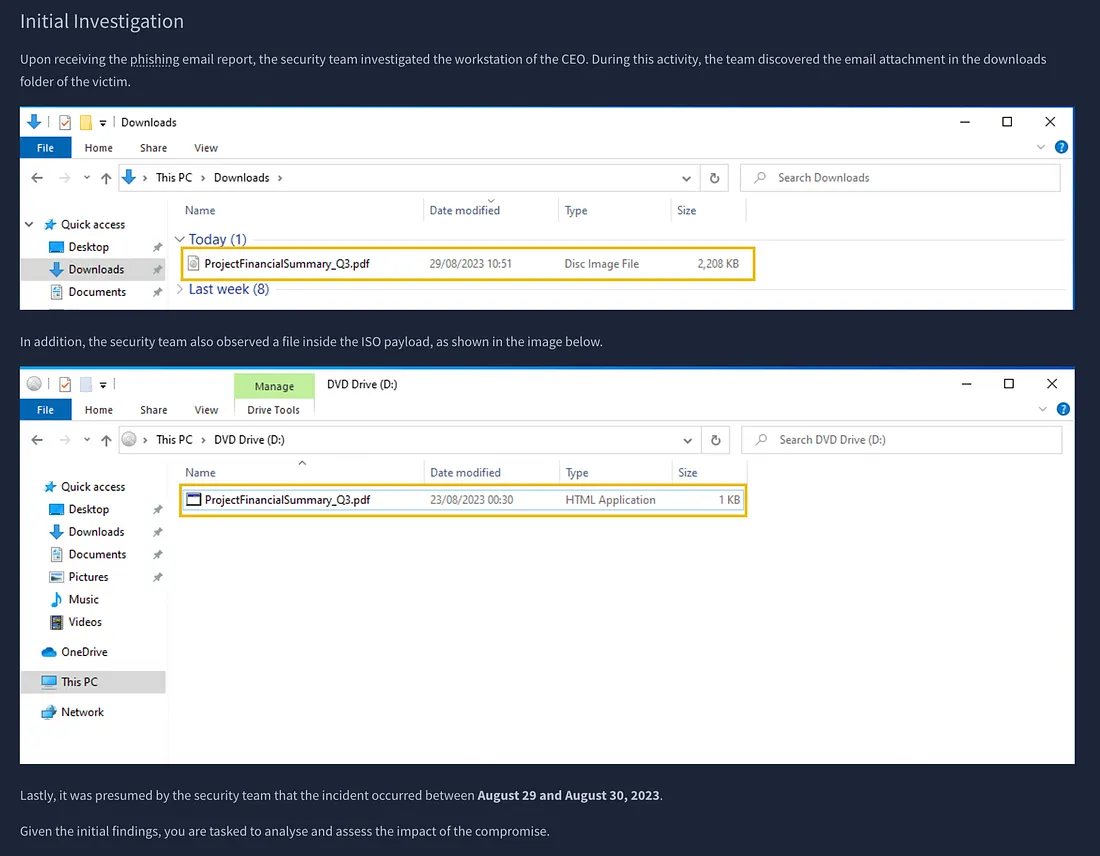 Initial Investigation
Upon receiving the phishing email report, the security team investigated the workstation of the CEO. During this activity, the team discovered the email attachment in the downloads
folder of the victim.
Downloads
File Home Share View
This PC > Downloads >
Search Downloads
Name Date modified Type Size
Quick access
Desktop
Downloads
Documents
Today (1)
ProjectFinancialSummary_Q3.pdf 29/08/2023 10:51 Disc Image File 2,208 KB
Last week (8)
In addition, the security team also observed a file inside the ISO payload, as shown in the image below.
Manage DVD Drive (D:)
File Home Share View Drive Tools
This PC > DVD Drive (D:)
Search DVD Drive (D:)
Name Date modified Type Size
Quick access
Desktop
Downloads
Documents
Pictures
Music
Videos
OneDrive
This PC
Network
ProjectFinancialSummary_Q3.pdf 23/08/2023 00:30 HTML Application 1 KB
Lastly, it was presumed by the security team that the incident occurred between August 29 and August 30, 2023.
Given the initial findings, you are tasked to analyse and assess the impact of the compromise.